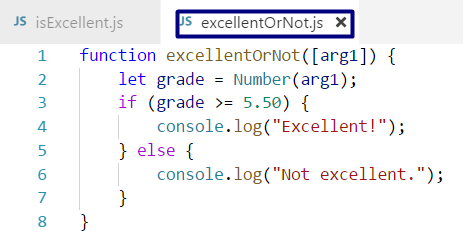 JS isExcellent.js JS excellentOrNot.js ×
1 function excellentOrNot([arg1]) {
2     let grade = Number(arg1);
3     if (grade >= 5.50) {
4         console.log("Excellent!");
5     } else {
6         console.log("Not excellent.");
7     }
8 }